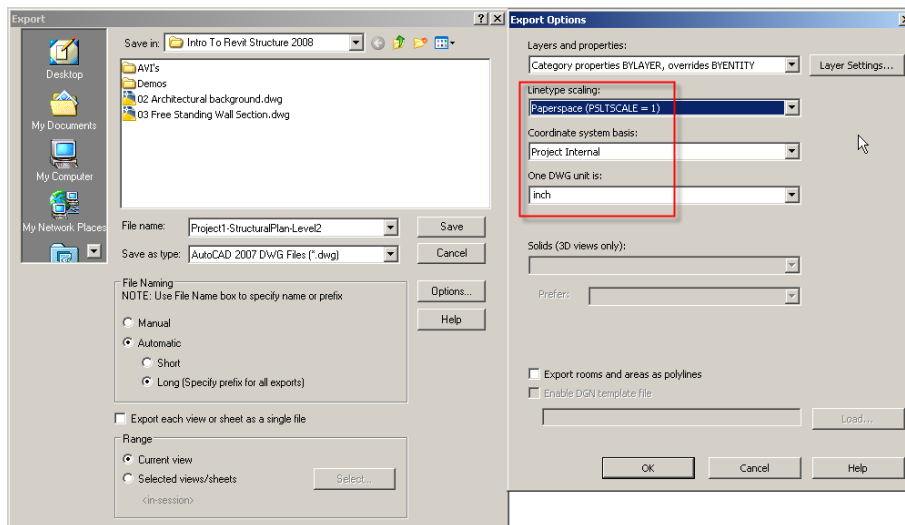 Export
Save in: Intro To Revit Structure 2008
Desktop
My Documents
My Computer
My Network Places
AVI's
Demos
02 Architectural background.dwg
03 Free Standing Wall Section.dwg
File name: Project1-StructuralPlan-Level2
Save
Save as type: AutoCAD 2007 DWG Files (*.dwg)
Cancel
File Naming
NOTE: Use File Name box to specify name or prefix
Options...
Manual
Help
Automatic
Short
Long (Specify prefix for all exports)
Export each view or sheet as a single file
Range
Current view
Selected views/sheets
Select...
<in-session>
Export Options
Layers and properties:
Category properties BYLAYER, overrides BYENTITY
Layer Settings...
Linetype scaling:
Paperspace (PSLTSCALE = 1)
Coordinate system basis:
Project Internal
One DWG unit is:
inch
Solids (3D views only):
Prefer:
Export rooms and areas as polylines
Enable DGN template file
Load...
OK
Cancel
Help